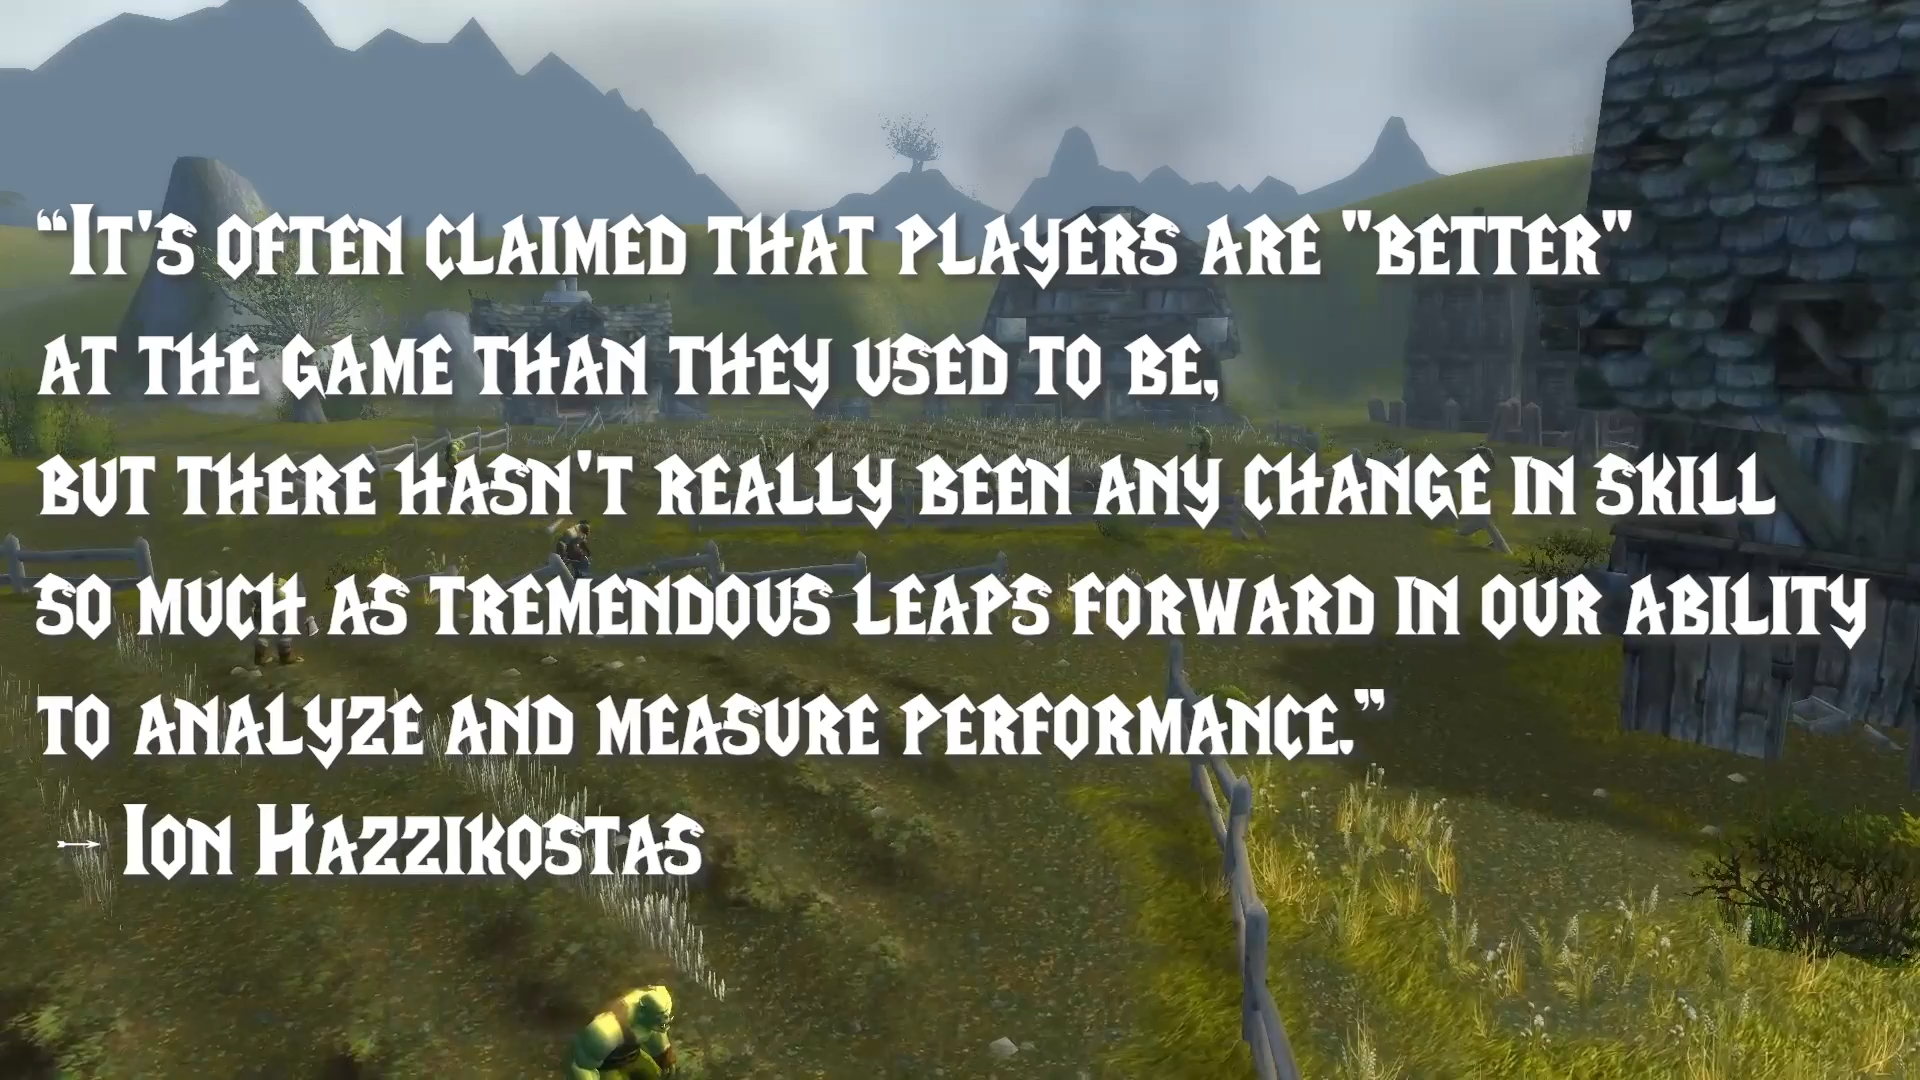 “It's often claimed that players are "better"
at the game than they used to be,
but there hasn't really been any change in skill
so much as tremendous leaps forward in our ability
to analyze and measure performance.”
➳ Ion Hazzikostas